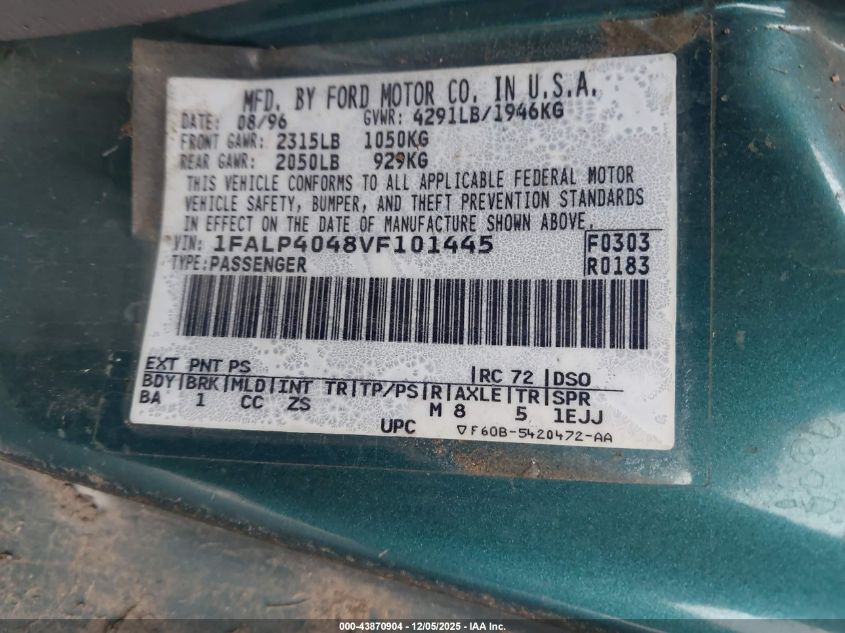 MFD. BY FORD MOTOR CO. IN U.S.A.
DATE: 08/96 GVWR: 4291LB/1946KG
FRONT GAWR: 2315LB 1050KG
REAR GAWR: 2050LB 929KG
THIS VEHICLE CONFORMS TO ALL APPLICABLE FEDERAL MOTOR
VEHICLE SAFETY, BUMPER, AND THEFT PREVENTION STANDARDS
IN EFFECT ON THE DATE OF MANUFACTURE SHOWN ABOVE.
VIN: 1FALP4048VF101445 F0303
TYPE:PASSENGER R0183
EXT PNT PS |RC 72 |DSO
BDY|BRK|MLD|INT TR|TP/PS|R|AXLE|TR|SPR
BA 1 CC ZS M 8 5 1EJJ
UPC ▽F60B-5420472-AA
000-43870904 - 12/05/2025 - IAA Inc.